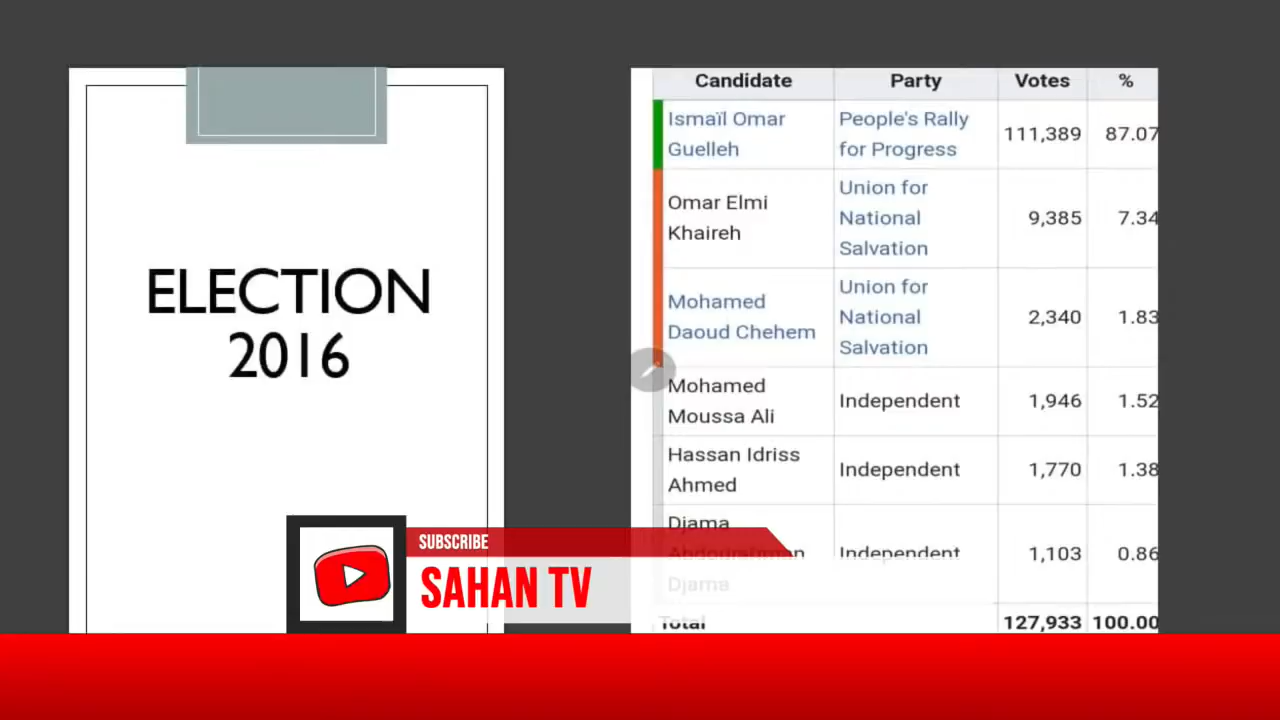 ELECTION
2016
Candidate Party Votes %
Ismaïl Omar Guelleh People's Rally for Progress 111,389 87.07
Omar Elmi Khaireh Union for National Salvation 9,385 7.34
Mohamed Daoud Chehem Union for National Salvation 2,340 1.83
Mohamed Moussa Ali Independent 1,946 1.52
Hassan Idriss Ahmed Independent 1,770 1.38
Djama Abdourahman Djama Independent 1,103 0.86
Total 127,933 100.00
SUBSCRIBE
SAHAN TV